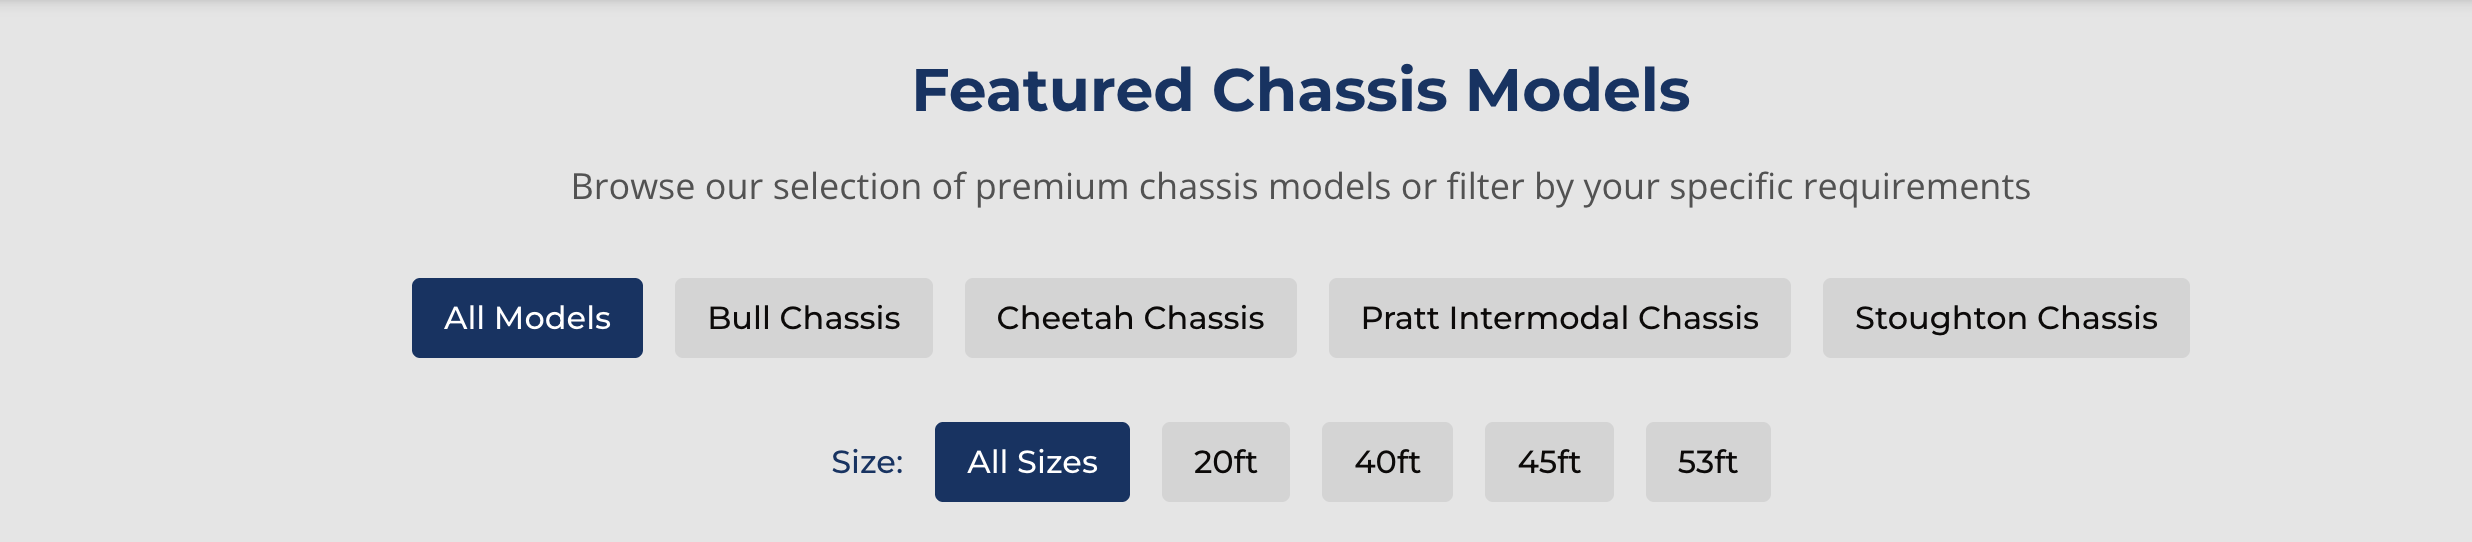 Featured Chassis Models
Browse our selection of premium chassis models or filter by your specific requirements
All Models Bull Chassis Cheetah Chassis Pratt Intermodal Chassis Stoughton Chassis
Size: All Sizes 20ft 40ft 45ft 53ft